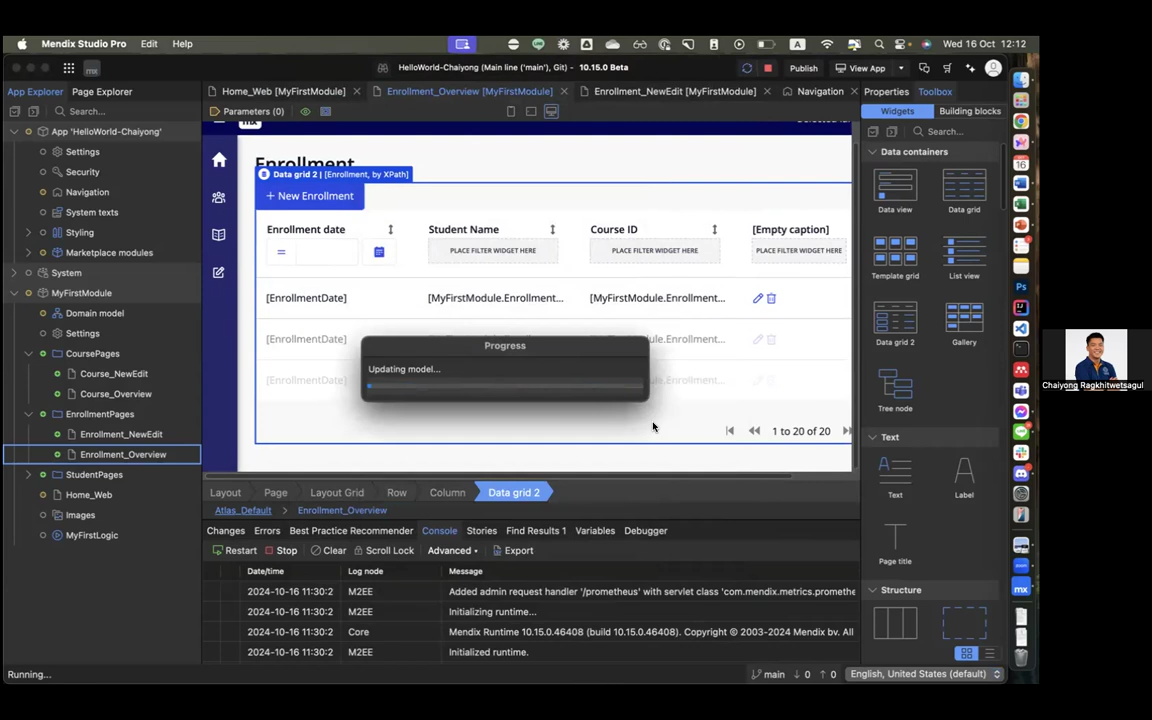 Mendix Studio Pro Edit Help
A
Wed 16 Oct 12:12
HelloWorld-Chaiyong (Main line ('main'), Git) - 10.15.0 Beta
mx
Publish
View App
App Explorer Page Explorer
Home_Web [MyFirstModule]
Enrollment_Overview [MyFirstModule]
Enrollment_NewEdit [MyFirstModule]
Navigation
Properties Toolbox
Search...
Parameters (0)
Widgets Building blocks
Search...
App 'HelloWorld-Chaiyong'
Settings
Security
Navigation
System texts
Styling
Marketplace modules
System
MyFirstModule
Domain model
Settings
CoursePages
Course_NewEdit
Course_Overview
EnrollmentPages
Enrollment_NewEdit
Enrollment_Overview
StudentPages
Home_Web
Images
MyFirstLogic
mx
Enrollment
Data grid 2 | [Enrollment, by XPath]
+ New Enrollment
Enrollment date Student Name Course ID [Empty caption]
= PLACE FILTER WIDGET HERE PLACE FILTER WIDGET HERE PLACE FILTER WIDGET HERE
[EnrollmentDate] [MyFirstModule.Enrollment... [MyFirstModule.Enrollment...
[EnrollmentDate]
[EnrollmentDate]
Progress
Updating model...
1 to 20 of 20
Layout Page Layout Grid Row Column Data grid 2
Atlas_Default > Enrollment_Overview
Changes Errors Best Practice Recommender Console Stories Find Results 1 Variables Debugger
Restart Stop Clear Scroll Lock Advanced Export
Date/time Log node Message
2024-10-16 11:30:2 M2EE Added admin request handler '/prometheus' with servlet class 'com.mendix.metrics.promethe
2024-10-16 11:30:2 M2EE Initializing runtime...
2024-10-16 11:30:2 Core Mendix Runtime 10.15.0.46408 (build 10.15.0.46408). Copyright © 2003-2024 Mendix bv. All
2024-10-16 11:30:2 M2EE Initialized runtime.
Data containers
Data view Data grid
Template grid List view
Data grid 2 Gallery
Tree node
Text
Text Label
Page title
Structure
Running...
main ↓ 0 ↑ 0
English, United States (default)
Chaiyong Ragkhitwetsagul